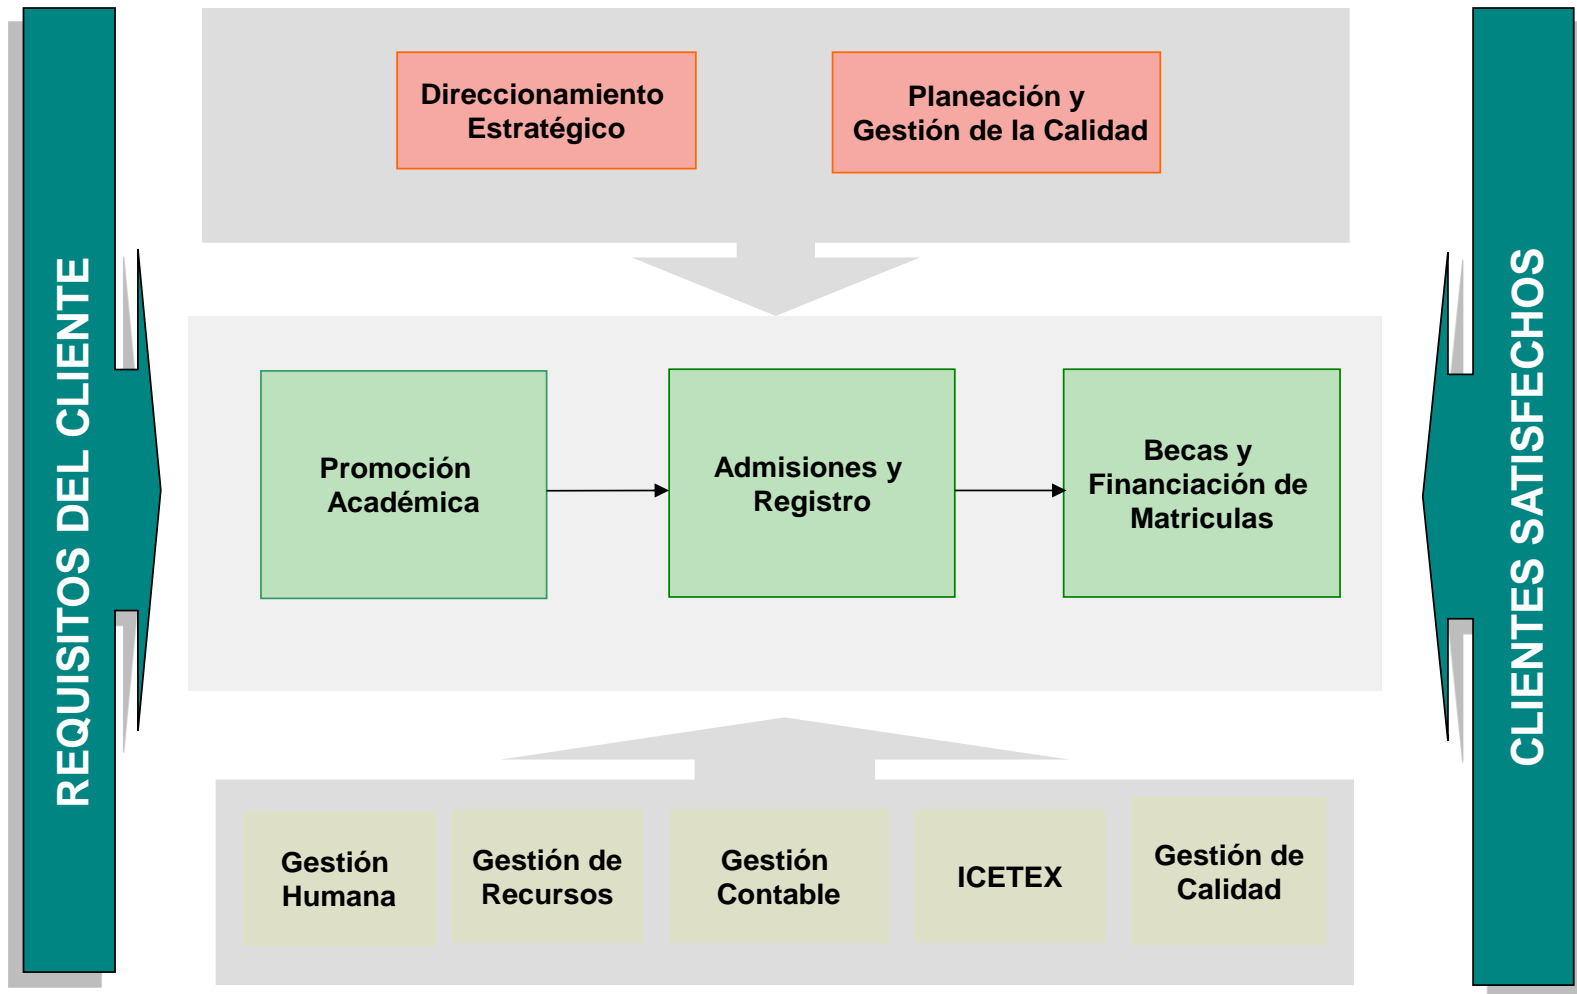 REQUISITOS DEL CLIENTE
Direccionamiento
Estratégico
Planeación y
Gestión de la Calidad
Promoción
Académica
Admisiones y
Registro
Becas y
Financiación de
Matriculas
Gestión
Humana
Gestión de
Recursos
Gestión
Contable
ICETEX
Gestión de
Calidad
CLIENTES SATISFECHOS